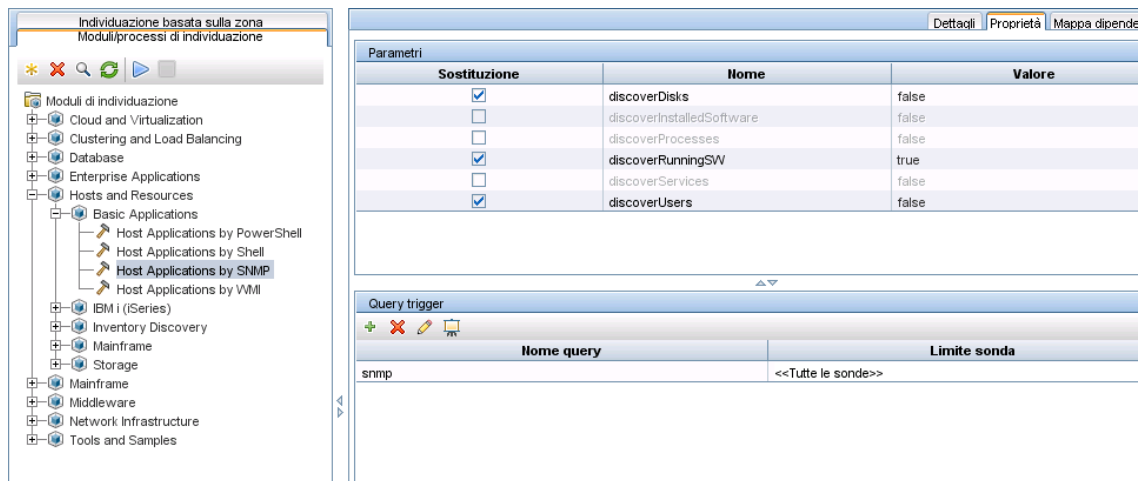 Individuazione basata sulla zona
Moduli/processi di individuazione
Moduli di individuazione
Cloud and Virtualization
Clustering and Load Balancing
Database
Enterprise Applications
Hosts and Resources
Basic Applications
Host Applications by PowerShell
Host Applications by Shell
Host Applications by SNMP
Host Applications by WMI
IBM i (iSeries)
Inventory Discovery
Mainframe
Storage
Mainframe
Middleware
Network Infrastructure
Tools and Samples
Dettagli Proprietà Mappa dipende
Parametri
Sostituzione Nome Valore
discoverDisks false
discoverInstalledSoftware false
discoverProcesses false
discoverRunningSW true
discoverServices false
discoverUsers false
Query trigger
Nome query Limite sonda
snmp <<Tutte le sonde>>